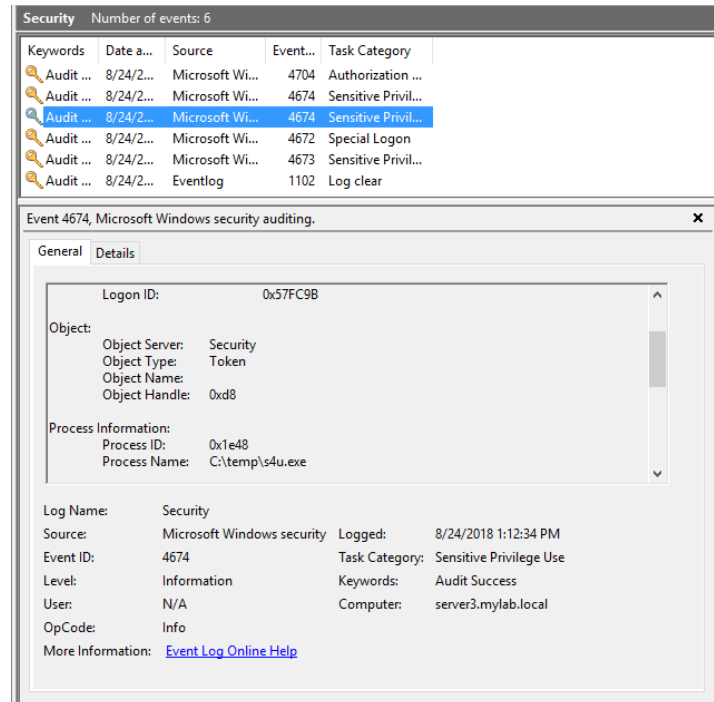 Security Number of events: 6
Keywords Date a... Source Event... Task Category
Audit ... 8/24/2... Microsoft Wi... 4704 Authorization ...
Audit ... 8/24/2... Microsoft Wi... 4674 Sensitive Privil...
Audit ... 8/24/2... Microsoft Wi... 4674 Sensitive Privil...
Audit ... 8/24/2... Microsoft Wi... 4672 Special Logon
Audit ... 8/24/2... Microsoft Wi... 4673 Sensitive Privil...
Audit ... 8/24/2... Eventlog 1102 Log clear
Event 4674, Microsoft Windows security auditing.
General Details
Logon ID: 0x57FC9B
Object:
Object Server: Security
Object Type: Token
Object Name:
Object Handle: 0xd8
Process Information:
Process ID: 0x1e48
Process Name: C:\temp\s4u.exe
Log Name: Security
Source: Microsoft Windows security Logged: 8/24/2018 1:12:34 PM
Event ID: 4674 Task Category: Sensitive Privilege Use
Level: Information Keywords: Audit Success
User: N/A Computer: server3.mylab.local
OpCode: Info
More Information: Event Log Online Help